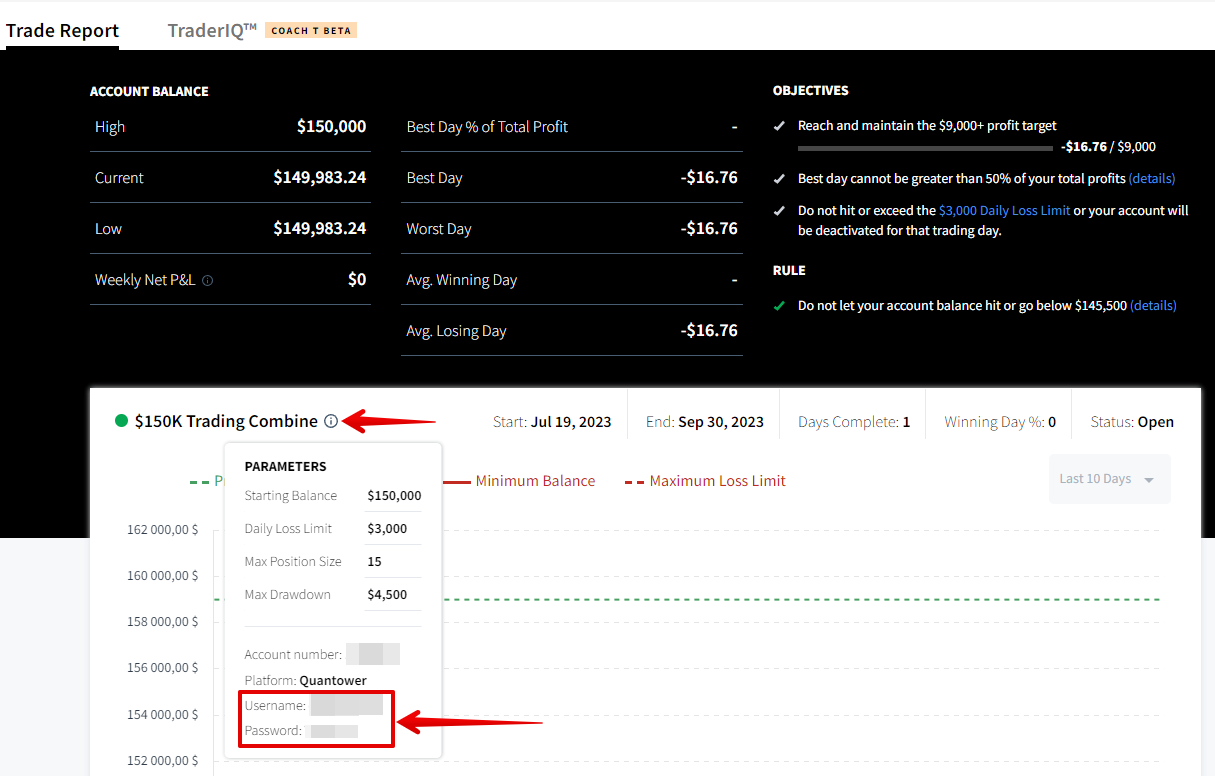 Trade Report
TraderIQ™ COACH T BETA
ACCOUNT BALANCE
High $150,000
Current $149,983.24
Low $149,983.24
Weekly Net P&L $0
Best Day % of Total Profit -
Best Day -$16.76
Worst Day -$16.76
Avg. Winning Day -
Avg. Losing Day -$16.76
OBJECTIVES
Reach and maintain the $9,000+ profit target
-$16.76 / $9,000
Best day cannot be greater than 50% of your total profits (details)
Do not hit or exceed the $3,000 Daily Loss Limit or your account will
be deactivated for that trading day.
RULE
Do not let your account balance hit or go below $145,500 (details)
$150K Trading Combine
Start: Jul 19, 2023
End: Sep 30, 2023
Days Complete: 1
Winning Day %: 0
Status: Open
Minimum Balance
Maximum Loss Limit
Last 10 Days
PARAMETERS
Starting Balance $150,000
Daily Loss Limit $3,000
Max Position Size 15
Max Drawdown $4,500
Account number:
Platform: Quantower
Username:
Password:
162 000,00 $
160 000,00 $
158 000,00 $
156 000,00 $
154 000,00 $
152 000,00 $